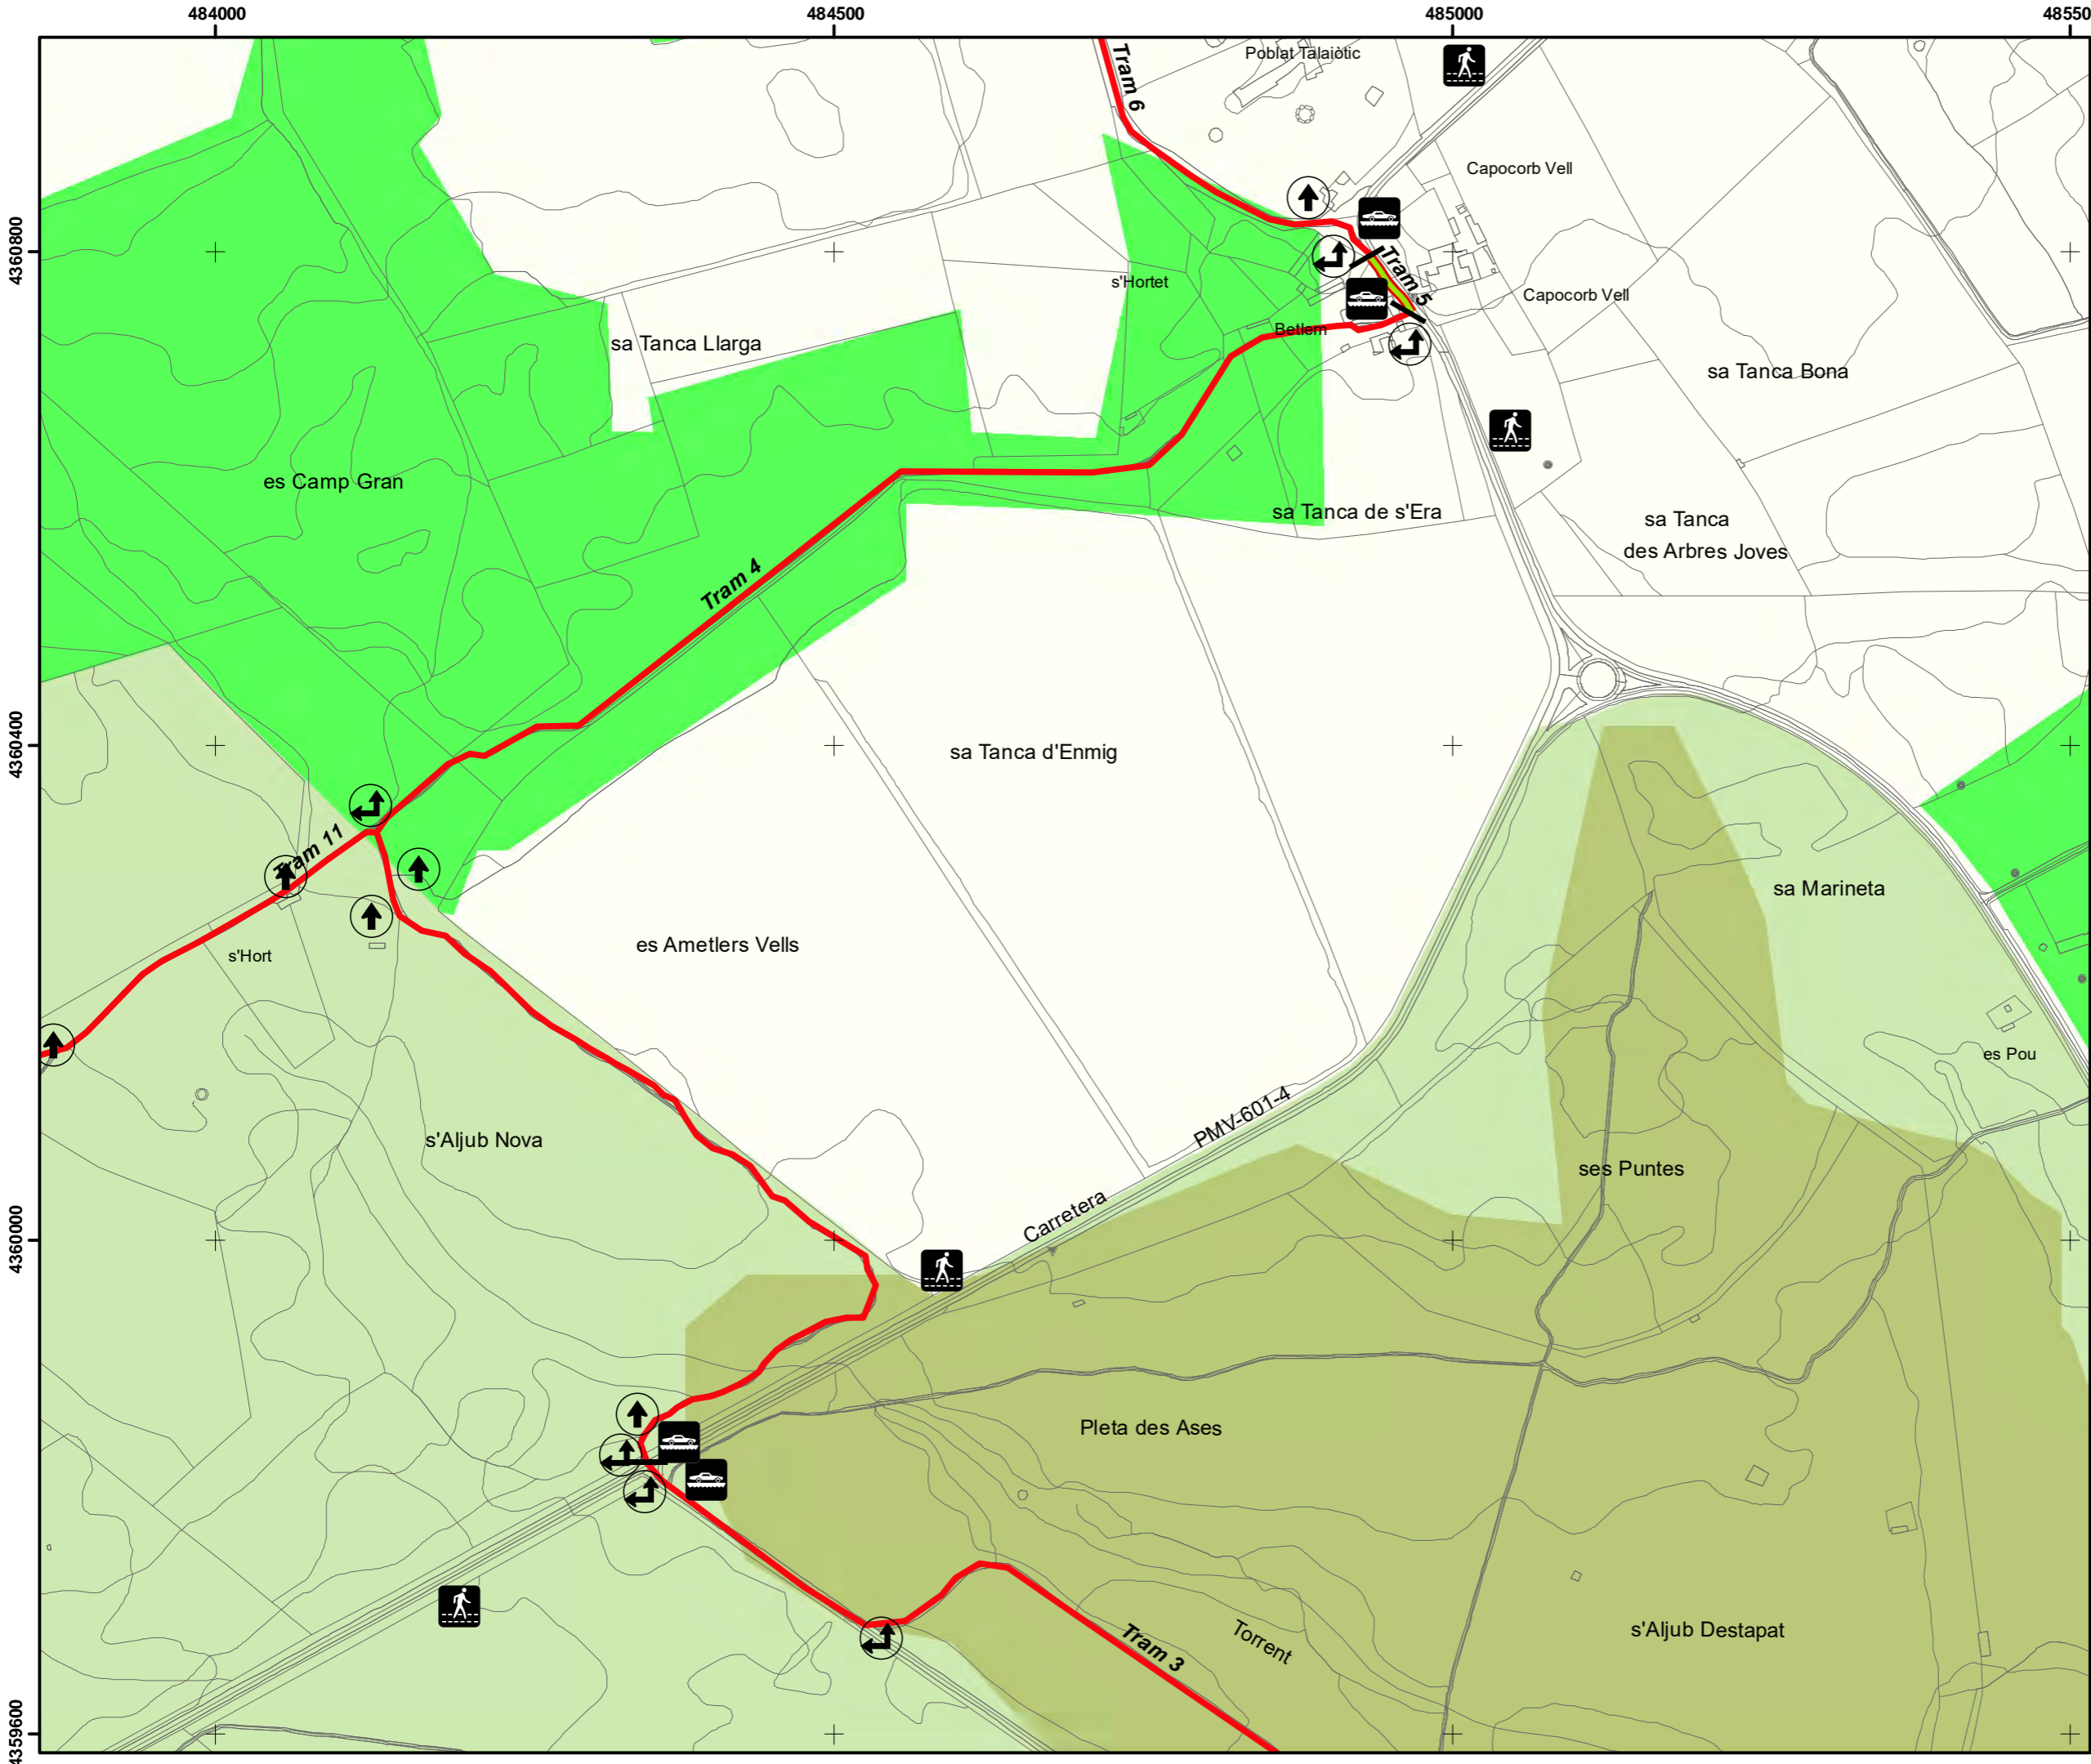 484000
484500
485000
48550
Tram 6
Poblat Talaiòtic
Capocorb Vell
4360800
s'Hortet
Tram 5
Capocorb Vell
Betlem
sa Tanca Llarga
sa Tanca Bona
es Camp Gran
sa Tanca de s'Era
sa Tanca
des Arbres Joves
Tram 4
4360400
sa Tanca d'Enmig
Tram 11
sa Marineta
es Ametlers Vells
s'Hort
es Pou
PMV-601-4
s'Aljub Nova
ses Puntes
Carretera
4360000
Pleta des Ases
Tram 3
Torrent
s'Aljub Destapat
4359600